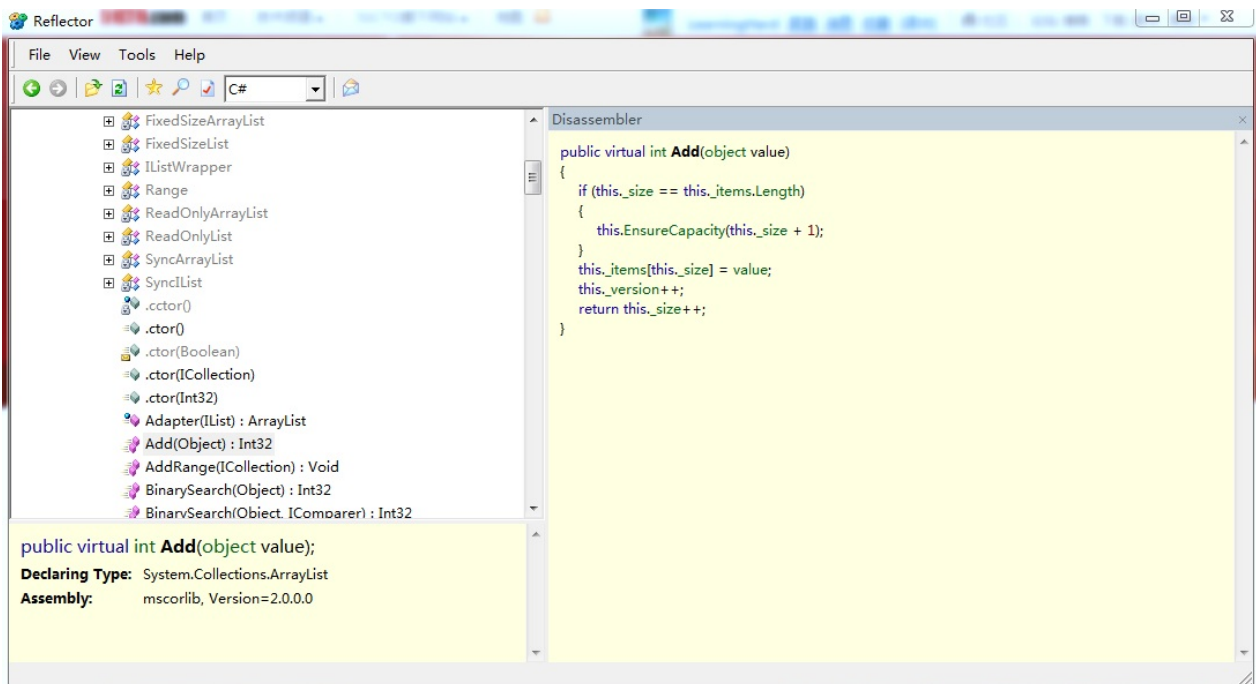 Reflector
File View Tools Help
C#
FixedSizeArrayList
FixedSizeList
IListWrapper
Range
ReadOnlyArrayList
ReadOnlyList
SyncArrayList
SyncIList
.cctor()
.ctor()
.ctor(Boolean)
.ctor(ICollection)
.ctor(Int32)
Adapter(IList) : ArrayList
Add(Object) : Int32
AddRange(ICollection) : Void
BinarySearch(Object) : Int32
BinarySearch(Object, IComparer) : Int32
public virtual int Add(object value);
Declaring Type: System.Collections.ArrayList
Assembly: mscorlib, Version=2.0.0.0
Disassembler
public virtual int Add(object value)
{
if (this._size == this._items.Length)
{
this.EnsureCapacity(this._size + 1);
}
this._items[this._size] = value;
this._version++;
return this._size++;
}